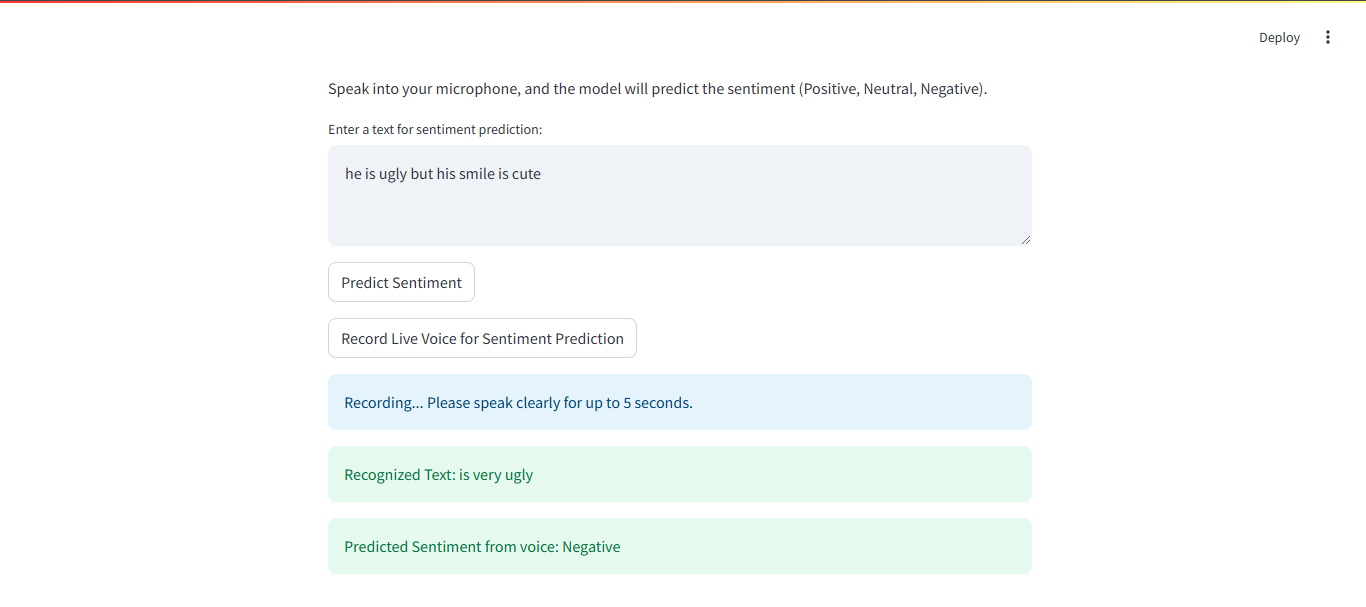 Deploy
Speak into your microphone, and the model will predict the sentiment (Positive, Neutral, Negative).
Enter a text for sentiment prediction:
he is ugly but his smile is cute
Predict Sentiment
Record Live Voice for Sentiment Prediction
Recording... Please speak clearly for up to 5 seconds.
Recognized Text: is very ugly
Predicted Sentiment from voice: Negative